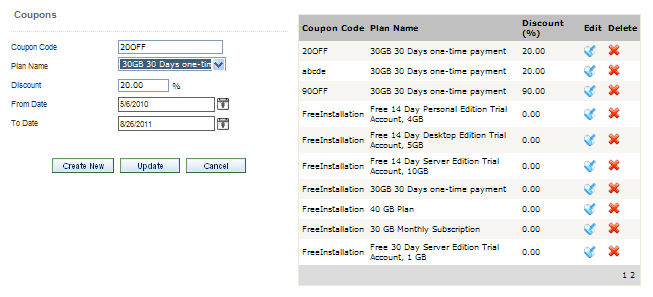 Coupons
Coupon Code 20OFF
Plan Name 30GB 30 Days one-tin
Discount 20.00 %
From Date 5/6/2010
To Date 8/26/2011
Create New Update Cancel
Coupon Code Plan Name Discount (%) Edit Delete
20OFF 30GB 30 Days one-time payment 20.00
abcde 30GB 30 Days one-time payment 20.00
90OFF 30GB 30 Days one-time payment 90.00
FreeInstallation Free 14 Day Personal Edition Trial Account, 4GB 0.00
FreeInstallation Free 14 Day Desktop Edition Trial Account, 5GB 0.00
FreeInstallation Free 14 Day Server Edition Trial Account, 10GB 0.00
FreeInstallation 30GB 30 Days one-time payment 0.00
FreeInstallation 40 GB Plan 0.00
FreeInstallation 30 GB Monthly Subscription 0.00
FreeInstallation Free 30 Day Server Edition Trial Account, 1 GB 0.00
1 2